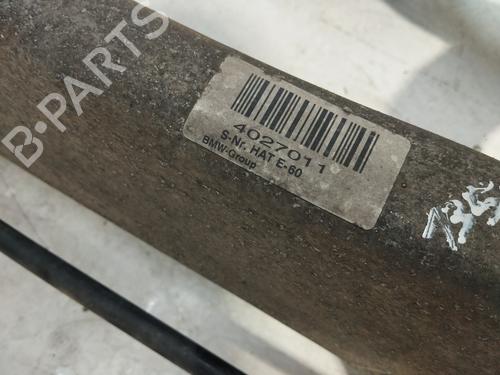 B-PARTS
4027011
S-Nr. HAT E-60
BMW-Group